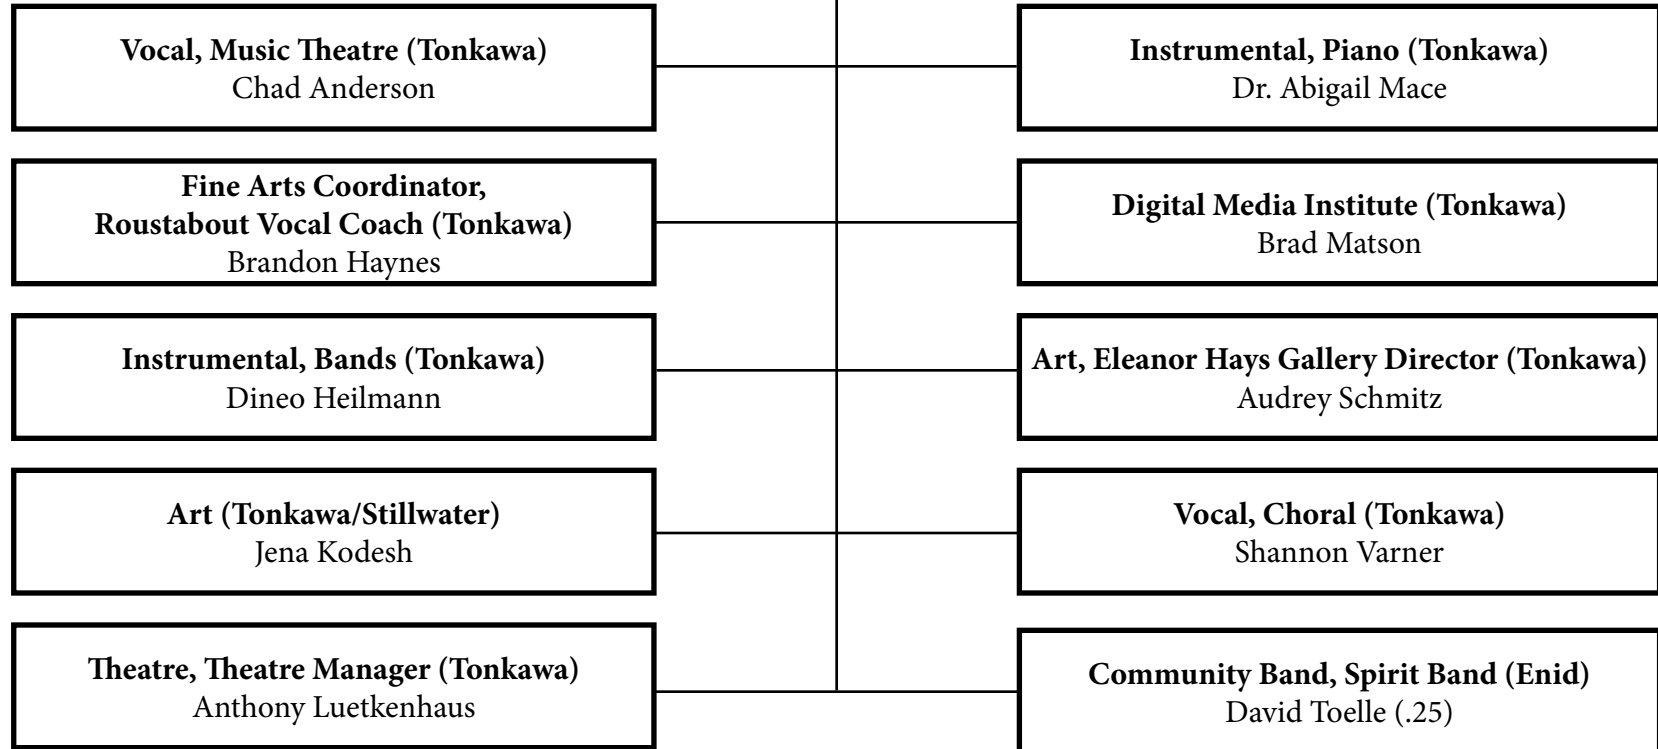 Vocal, Music Theatre (Tonkawa)
Chad Anderson
Instrumental, Piano (Tonkawa)
Dr. Abigail Mace
Fine Arts Coordinator,
Roustabout Vocal Coach (Tonkawa)
Brandon Haynes
Digital Media Institute (Tonkawa)
Brad Matson
Instrumental, Bands (Tonkawa)
Dineo Heilmann
Art, Eleanor Hays Gallery Director (Tonkawa)
Audrey Schmitz
Art (Tonkawa/Stillwater)
Jena Kodesh
Vocal, Choral (Tonkawa)
Shannon Varner
Theatre, Theatre Manager (Tonkawa)
Anthony Luetkenhaus
Community Band, Spirit Band (Enid)
David Toelle (.25)